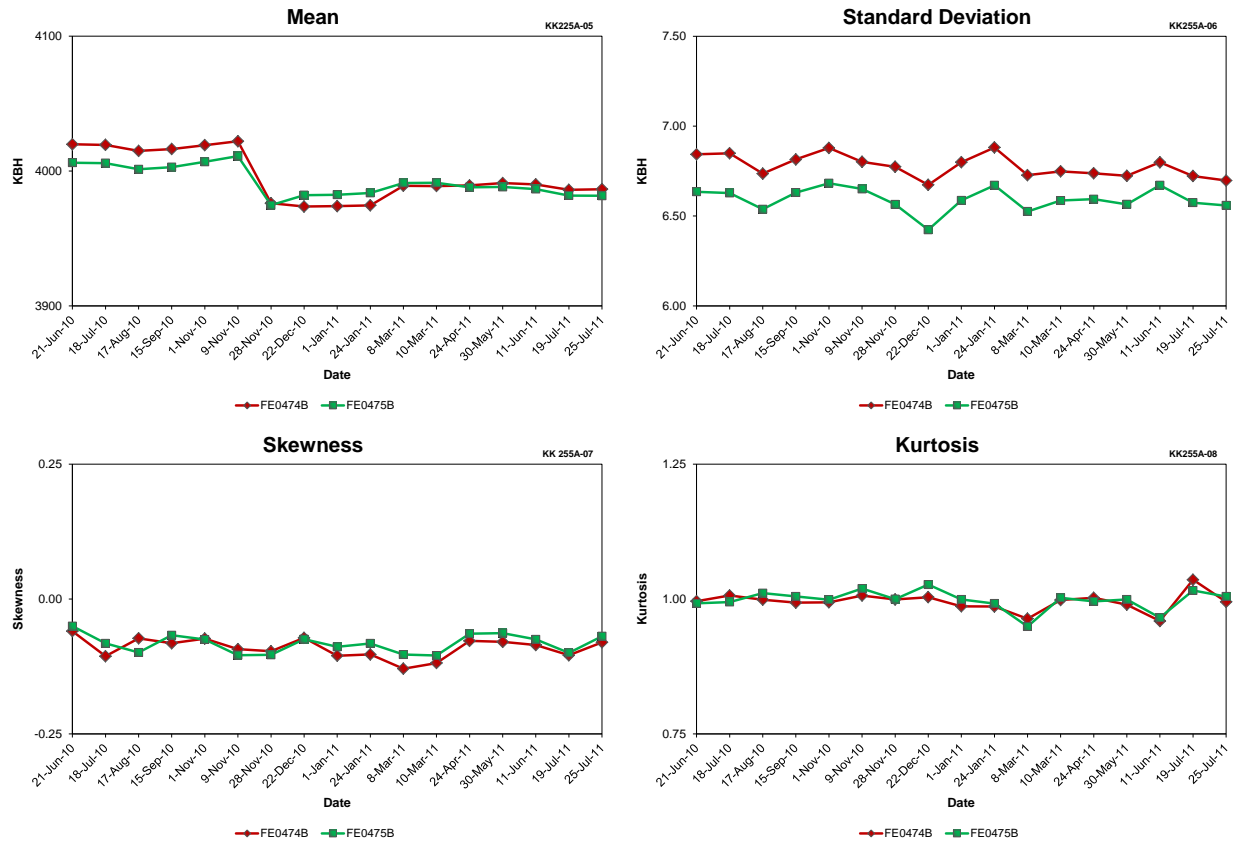 Mean
KK225A-05
4100
4000
3900
KBH
21-Jun-10
18-Jul-10
17-Aug-10
15-Sep-10
1-Nov-10
9-Nov-10
28-Nov-10
22-Dec-10
1-Jan-11
24-Jan-11
8-Mar-11
10-Mar-11
24-Apr-11
30-May-11
11-Jun-11
19-Jul-11
25-Jul-11
Date
FE0474B FE0475B
Standard Deviation
KK255A-06
7.50
7.00
6.50
6.00
KBH
21-Jun-10
18-Jul-10
17-Aug-10
15-Sep-10
1-Nov-10
9-Nov-10
28-Nov-10
22-Dec-10
1-Jan-11
24-Jan-11
8-Mar-11
10-Mar-11
24-Apr-11
30-May-11
11-Jun-11
19-Jul-11
25-Jul-11
Date
FE0474B FE0475B
Skewness
KK 255A-07
0.25
0.00
-0.25
Skewness
21-Jun-10
18-Jul-10
17-Aug-10
15-Sep-10
1-Nov-10
9-Nov-10
28-Nov-10
22-Dec-10
1-Jan-11
24-Jan-11
8-Mar-11
10-Mar-11
24-Apr-11
30-May-11
11-Jun-11
19-Jul-11
25-Jul-11
Date
FE0474B FE0475B
Kurtosis
KK255A-08
1.25
1.00
0.75
Kurtosis
21-Jun-10
18-Jul-10
17-Aug-10
15-Sep-10
1-Nov-10
9-Nov-10
28-Nov-10
22-Dec-10
1-Jan-11
24-Jan-11
8-Mar-11
10-Mar-11
24-Apr-11
30-May-11
11-Jun-11
19-Jul-11
25-Jul-11
Date
FE0474B FE0475B